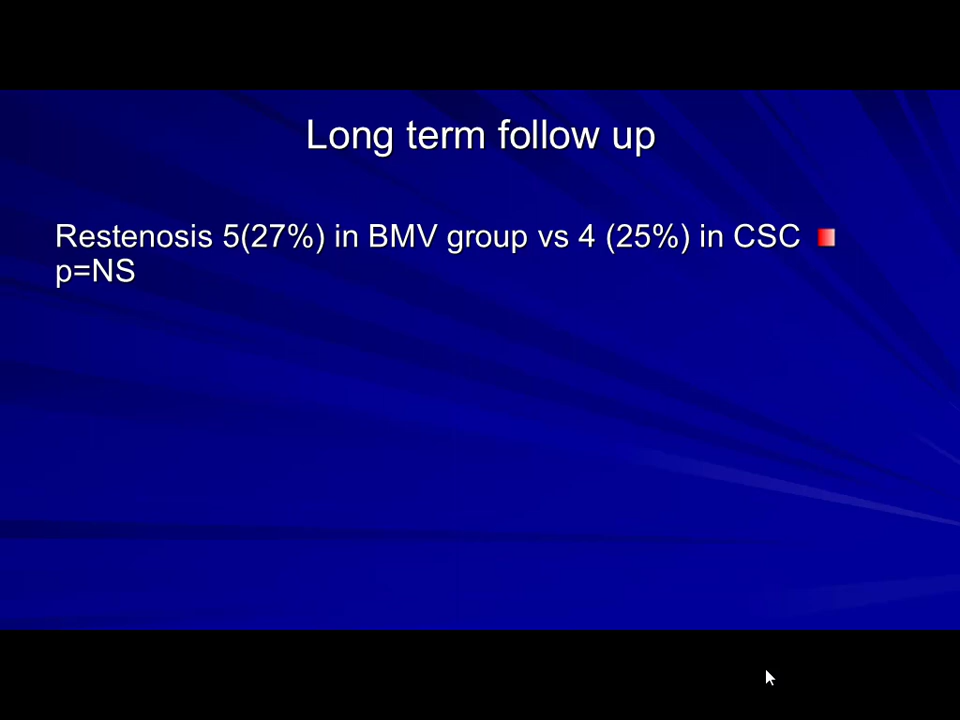 Long term follow up
Restenosis 5(27%) in BMV group vs 4 (25%) in CSC
p=NS